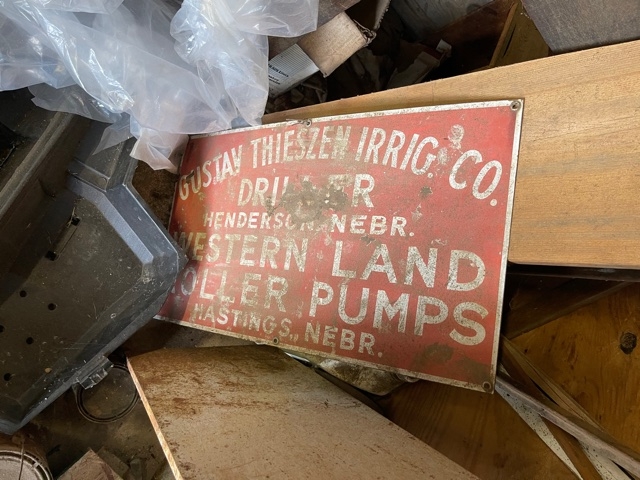 GUSTAV THIESZEN IRRIG. CO.
DRILLER
HENDERSON, NEBR.
WESTERN LAND
ROLLER PUMPS
HASTINGS, NEBR.